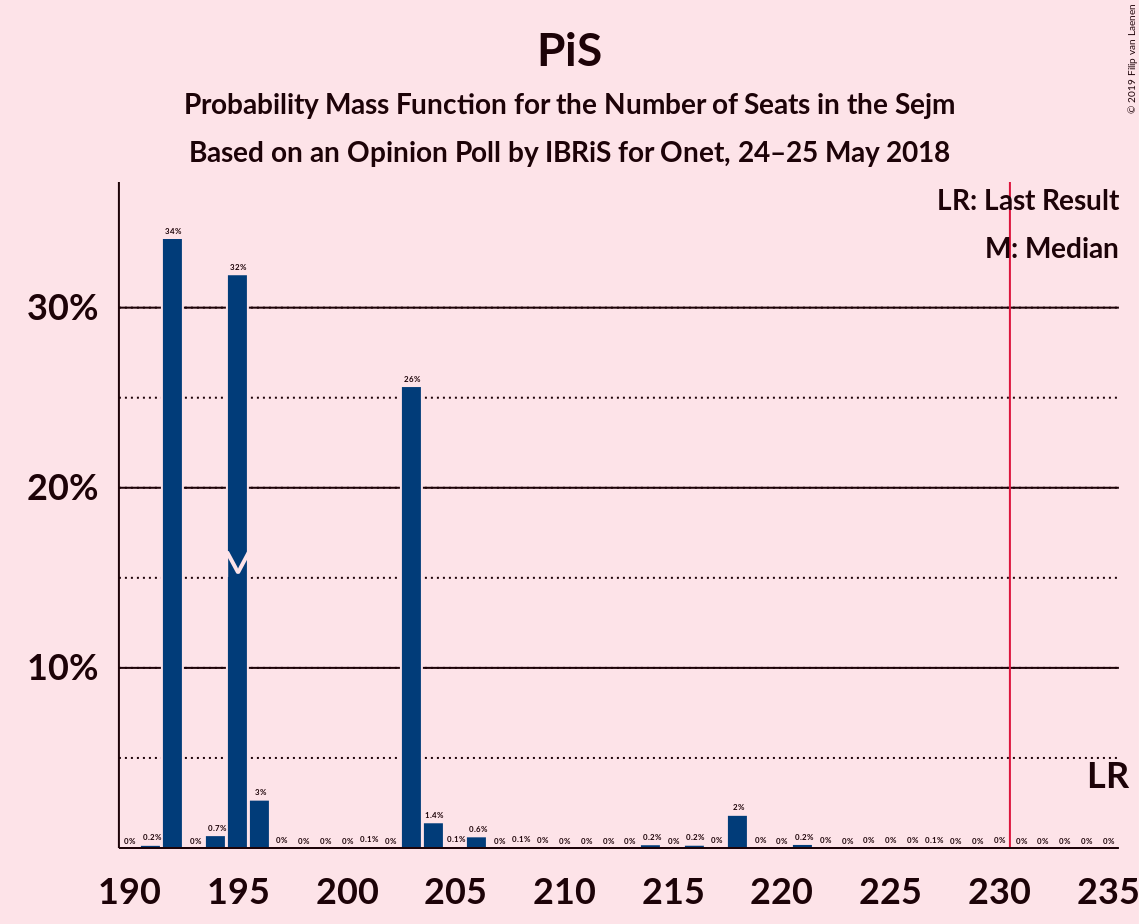 PiS
Probability Mass Function for the Number of Seats in the Sejm
Based on an Opinion Poll by IBRiS for Onet, 24–25 May 2018
© 2019 Filip van Laenen
LR: Last Result
M: Median
30%
20%
10%
0% 0.2% 34% 0% 0.7% 32% 3% 0% 0% 0% 0% 0.1% 0% 26% 1.4% 0.1% 0.6% 0% 0.1% 0% 0% 0% 0% 0% 0.2% 0% 0.2% 0% 2% 0% 0% 0.2% 0% 0% 0% 0% 0% 0.1% 0% 0% 0% 0% 0% 0% 0% 0%
M
LR
190 195 200 205 210 215 220 225 230 235